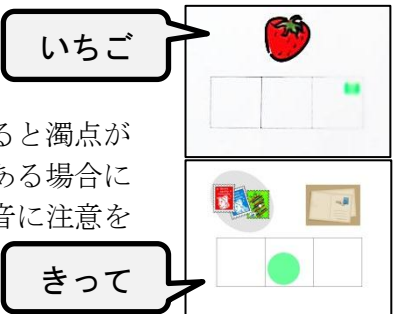 いちご
ると濁点が
ある場合に
音に注意を
きって